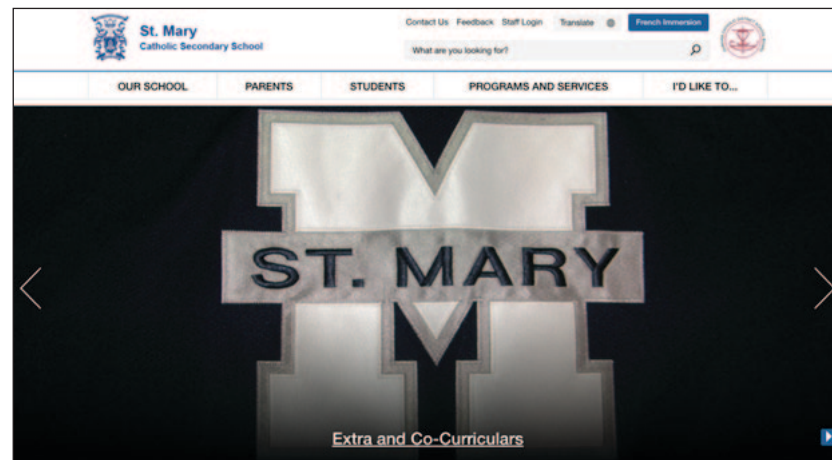 St. Mary
Catholic Secondary School
Contact Us Feedback Staff Login Translate French Immersion
What are you looking for?
OUR SCHOOL PARENTS STUDENTS PROGRAMS AND SERVICES I'D LIKE TO...
ST. MARY
Extra and Co-Curriculars